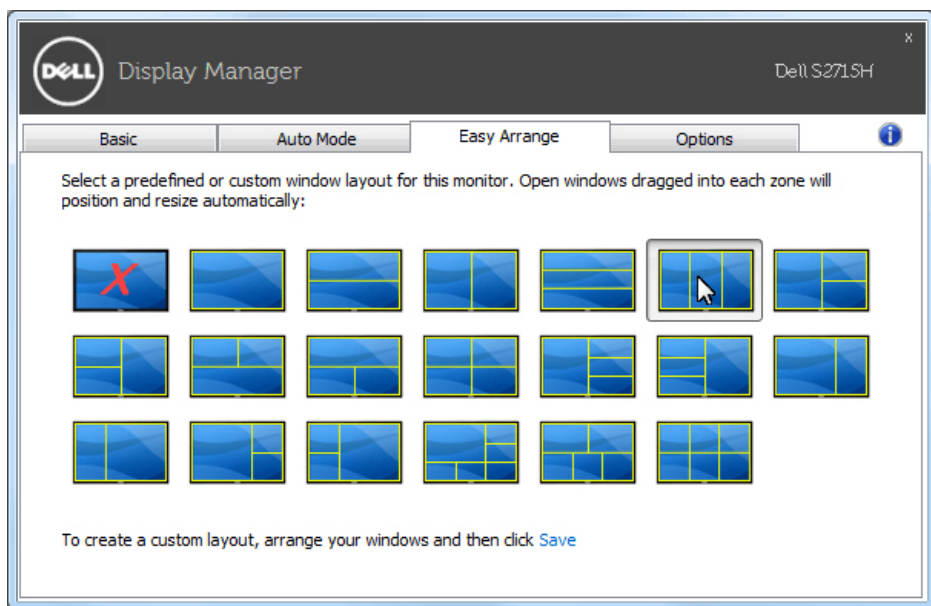 x
DELL Display Manager Dell S2715H
Basic Auto Mode Easy Arrange Options i
Select a predefined or custom window layout for this monitor. Open windows dragged into each zone will
position and resize automatically:
X
To create a custom layout, arrange your windows and then click Save